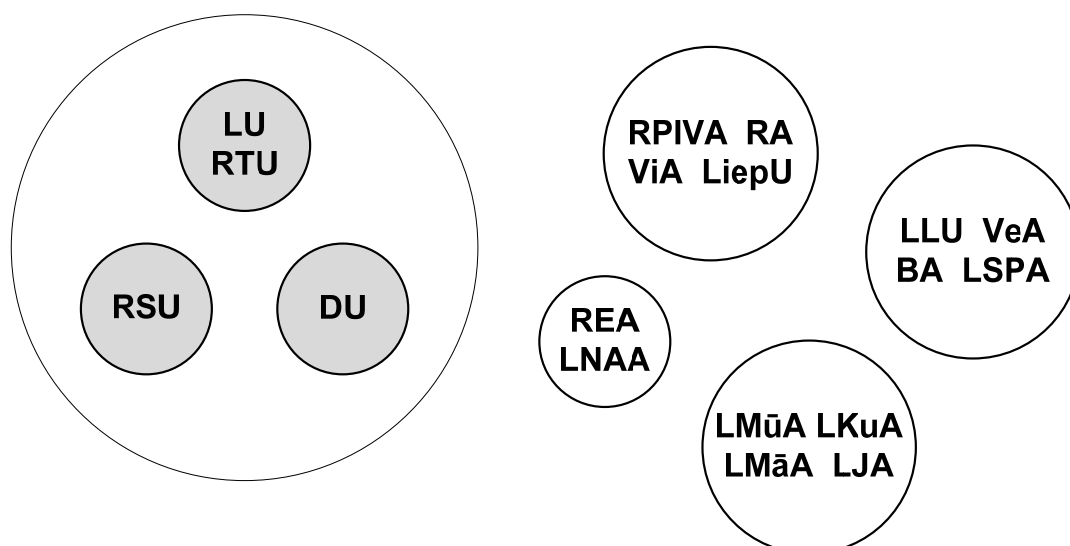 LU
RTU
RSU
DU
RPIVA RA
ViA LiepU
LLU VeA
BA LSPA
REA
LNAA
LMūA LKuA
LMāA LJA